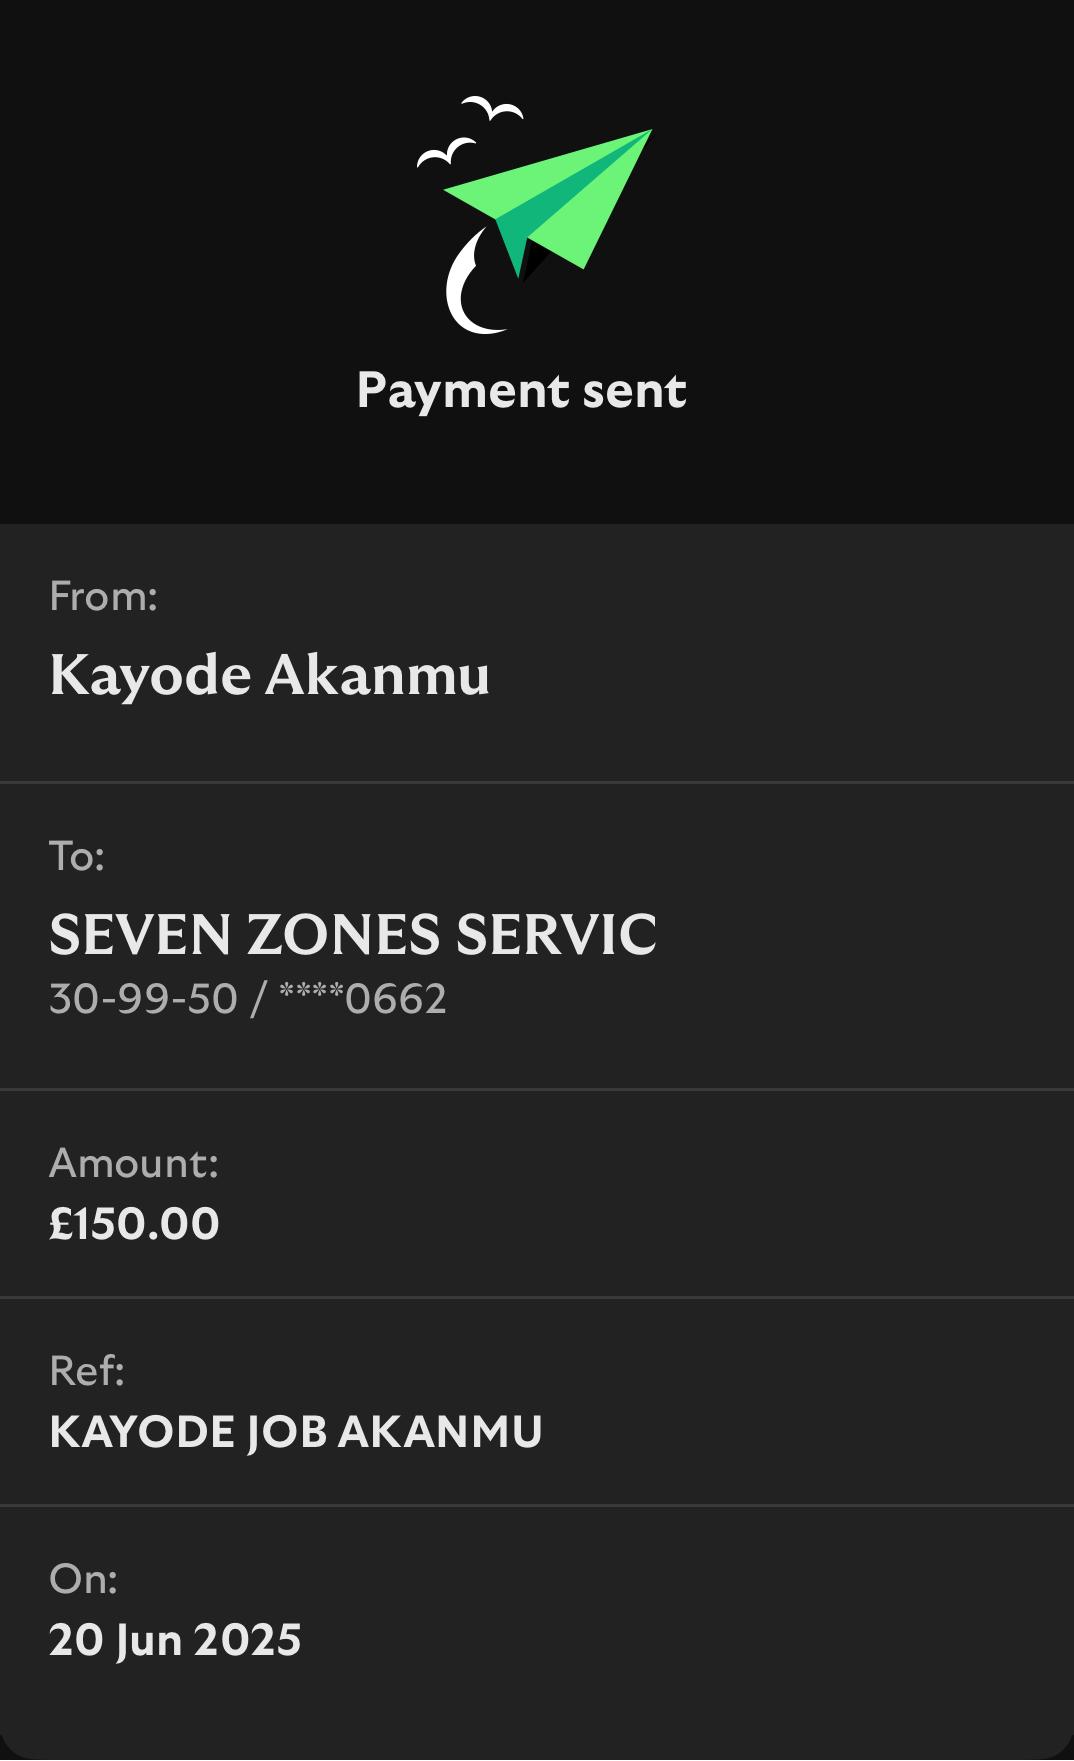 Payment sent
From:
Kayode Akanmu
To:
SEVEN ZONES SERVIC
30-99-50 / ****0662
Amount:
£150.00
Ref:
KAYODE JOB AKANMU
On:
20 Jun 2025